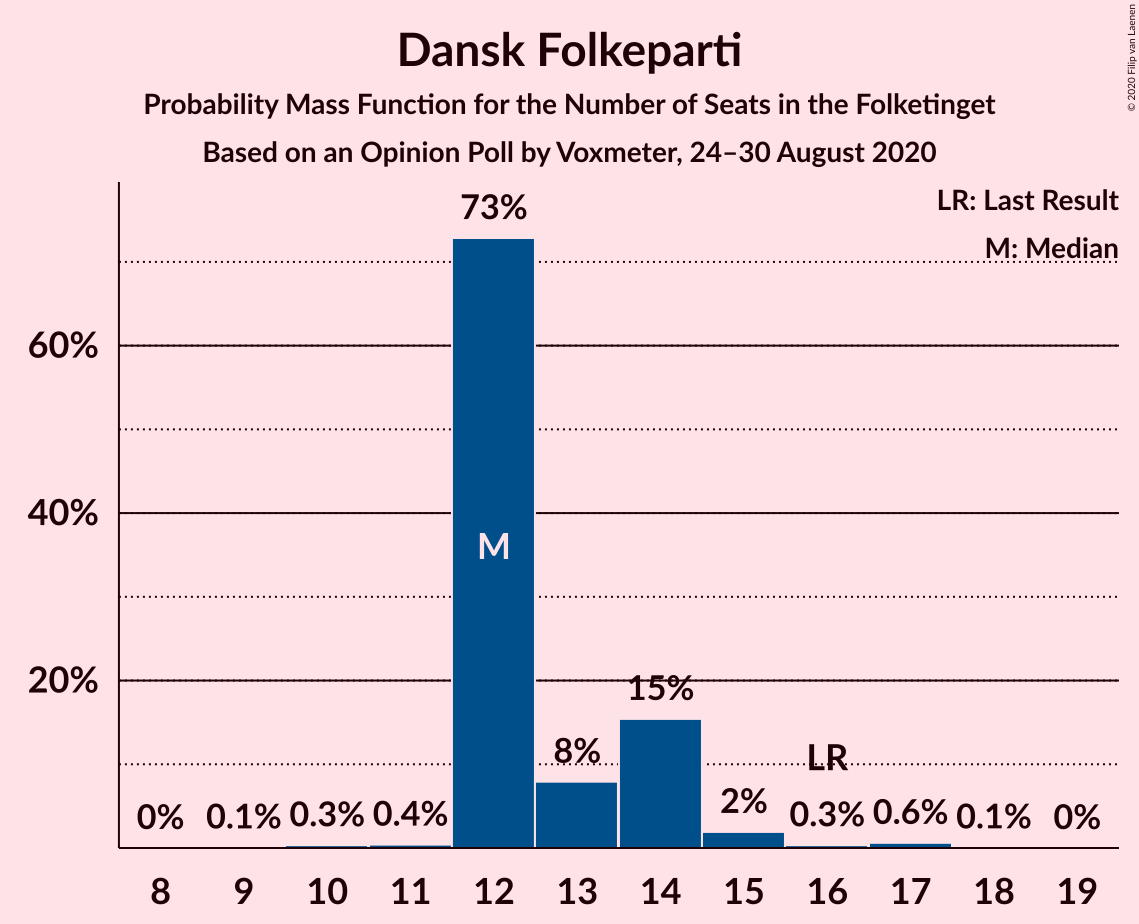 Dansk Folkeparti
Probability Mass Function for the Number of Seats in the Folketinget
Based on an Opinion Poll by Voxmeter, 24–30 August 2020
© 2020 Filip van Laenen
LR: Last Result
M: Median
73%
60%
40%
M
20%
15%
8%
LR
0% 0.1% 0.3% 0.4% 2% 0.3% 0.6% 0.1% 0%
8 9 10 11 12 13 14 15 16 17 18 19